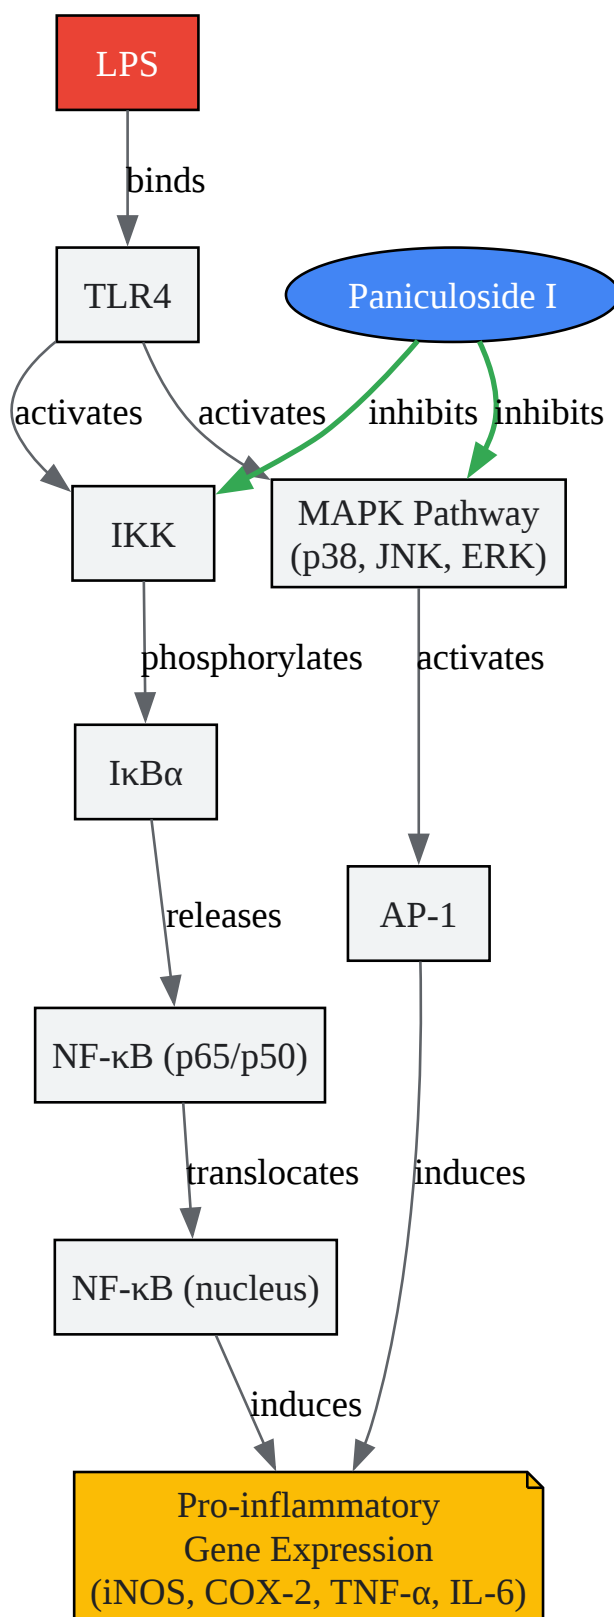 LPS
binds
TLR4
Paniculoside I
activates
activates
inhibits
inhibits
IKK
MAPK Pathway
(p38, JNK, ERK)
phosphorylates
activates
IκBα
releases
AP-1
NF-κB (p65/p50)
translocates
induces
NF-κB (nucleus)
induces
Pro-inflammatory
Gene Expression
(iNOS, COX-2, TNF-α, IL-6)